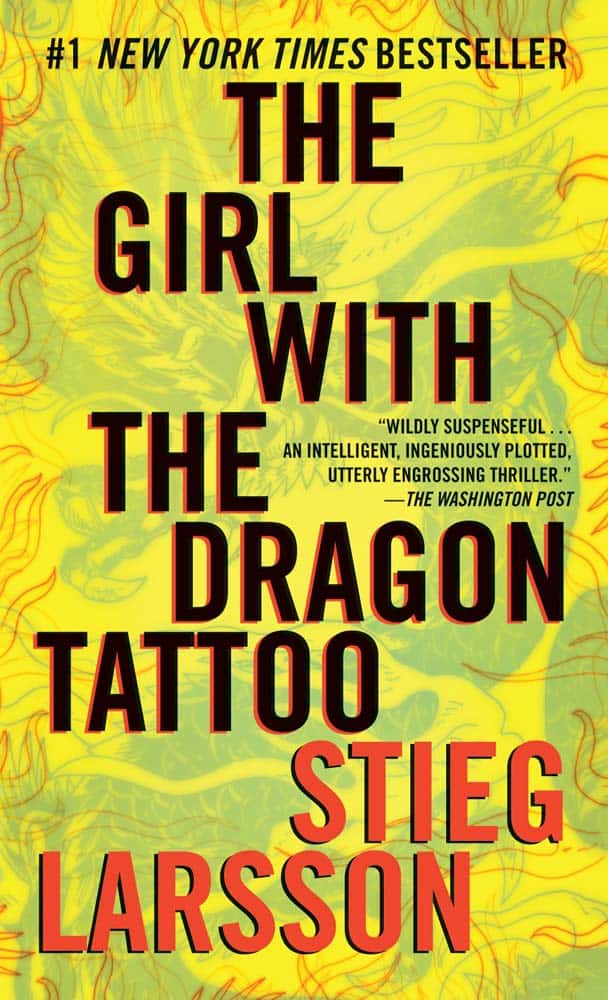 #1 NEW YORK TIMES BESTSELLER
THE
GIRL
WITH
THE
“WILDLY SUSPENSEFUL . . .
AN INTELLIGENT, INGENIOUSLY PLOTTED,
UTTERLY ENGROSSING THRILLER.”
—THE WASHINGTON POST
DRAGON
TATTOO
STIEG
LARSSON